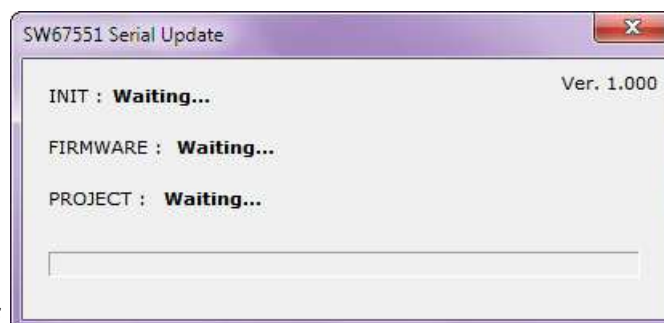 SW67551 Serial Update
Ver. 1.000
INIT : Waiting...
FIRMWARE : Waiting...
PROJECT : Waiting...